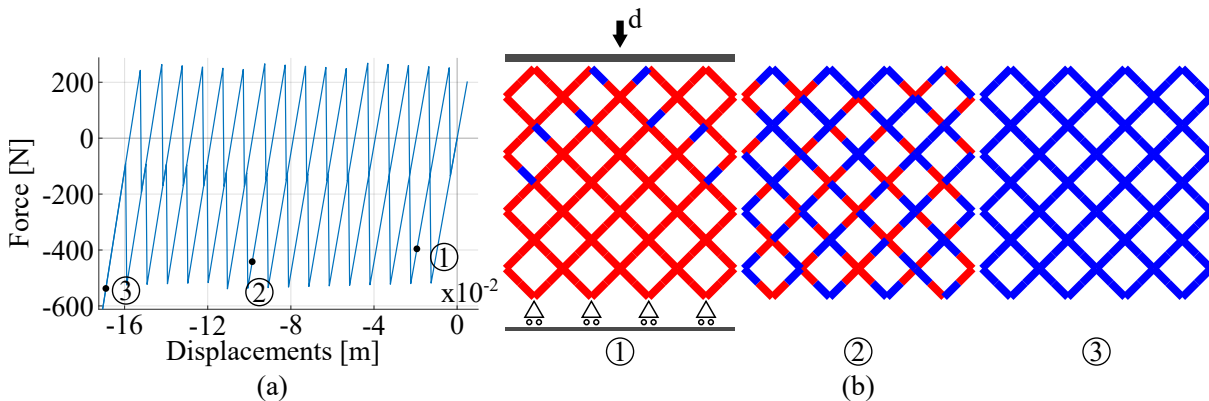 200
0
-200
-400
-600
Force [N]
-16
-12
-8
-4
0
x10-2
Displacements [m]
①
②
③
(a)
d
①
②
③
(b)